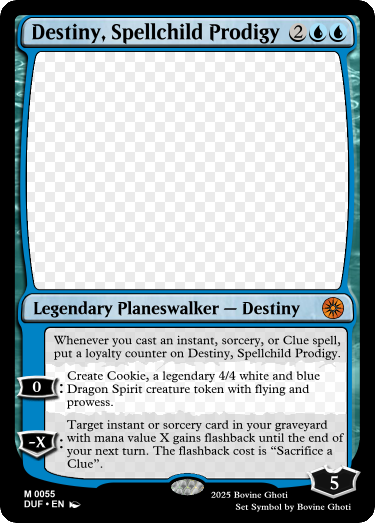 Destiny, Spellchild Prodigy 2
Legendary Planeswalker — Destiny
Whenever you cast an instant, sorcery, or Clue spell,
put a loyalty counter on Destiny, Spellchild Prodigy.
0 : Create Cookie, a legendary 4/4 white and blue
Dragon Spirit creature token with flying and
prowess.
Target instant or sorcery card in your graveyard
-X : with mana value X gains flashback until the end of
your next turn. The flashback cost is “Sacrifice a
Clue”.
5
M 0055
DUF • EN
2025 Bovine Ghoti
Set Symbol by Bovine Ghoti